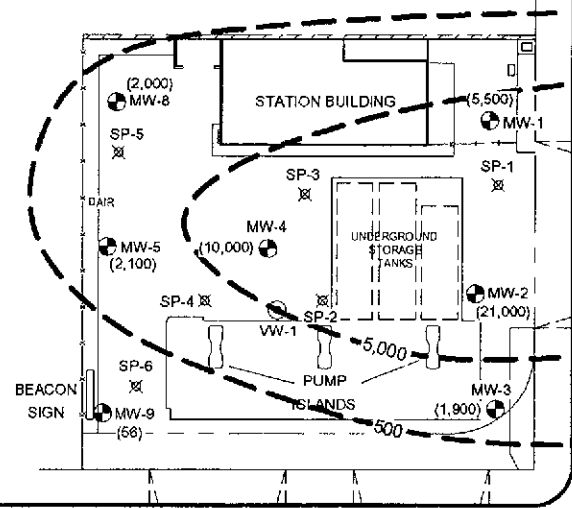 (2,000)
MW-8
STATION BUILDING
(5,500)
MW-1
SP-5
SP-3
SP-1
AIR
MW-4
(10,000)
UNDERGROUND
STORAGE
TANKS
MW-5
(2,100)
MW-2
(21,000)
SP-4
VW-1
SP-2
5,000
SP-6
PUMP
ISLANDS
BEACON
SIGN
MW-9
(56)
MW-3
(1,900)
500